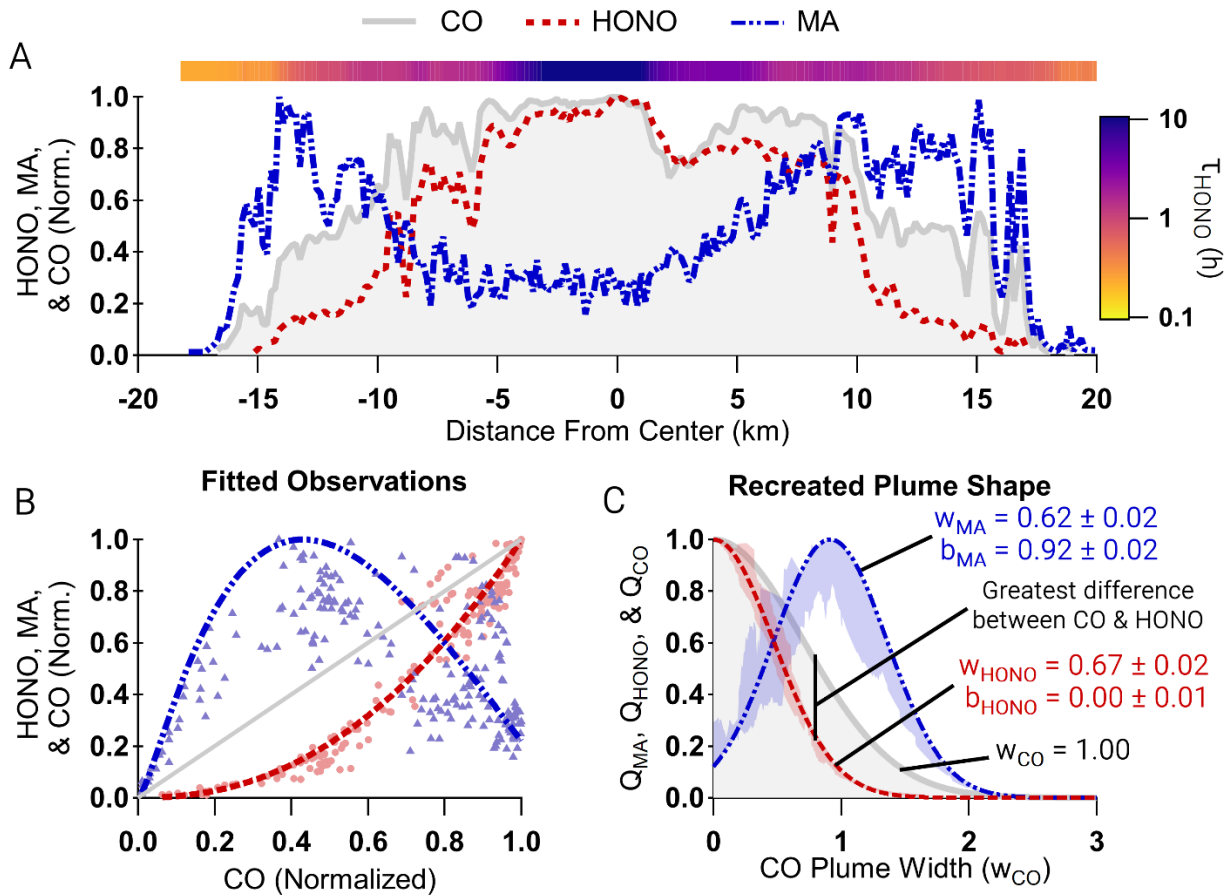 CO HONO MA
A
HONO, MA,
& CO (Norm.)
1.0
0.8
0.6
0.4
0.2
0.0
-20 -15 -10 -5 0 5 10 15 20
Distance From Center (km)
10
1
0.1
τHONO (h)
B
Fitted Observations
HONO, MA,
& CO (Norm.)
1.0
0.8
0.6
0.4
0.2
0.0
0.0 0.2 0.4 0.6 0.8 1.0
CO (Normalized)
C
Recreated Plume Shape
QMA, QHONO, & QCO
1.0
0.8
0.6
0.4
0.2
0.0
wMA = 0.62 ± 0.02
bMA = 0.92 ± 0.02
Greatest difference
between CO & HONO
wHONO = 0.67 ± 0.02
bHONO = 0.00 ± 0.01
wCO = 1.00
0 1 2 3
CO Plume Width (wCO)